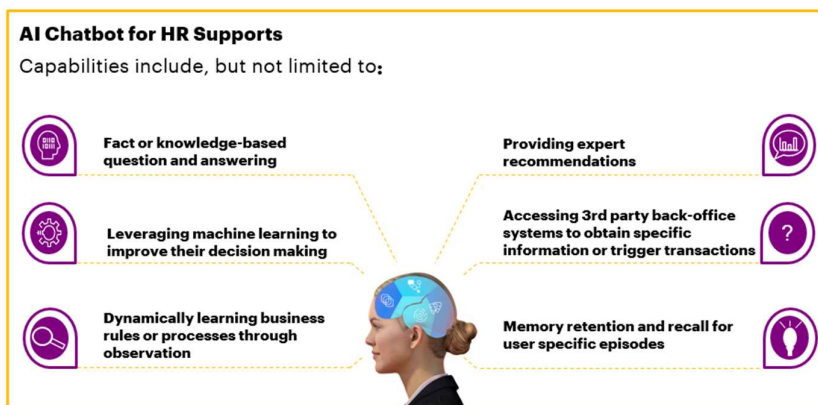 AI Chatbot for HR Supports
Capabilities include, but not limited to:
Fact or knowledge-based
question and answering
Leveraging machine learning to
improve their decision making
Dynamically learning business
rules or processes through
observation
Providing expert
recommendations
Accessing 3rd party back-office
systems to obtain specific
information or trigger transactions
?
Memory retention and recall for
user specific episodes